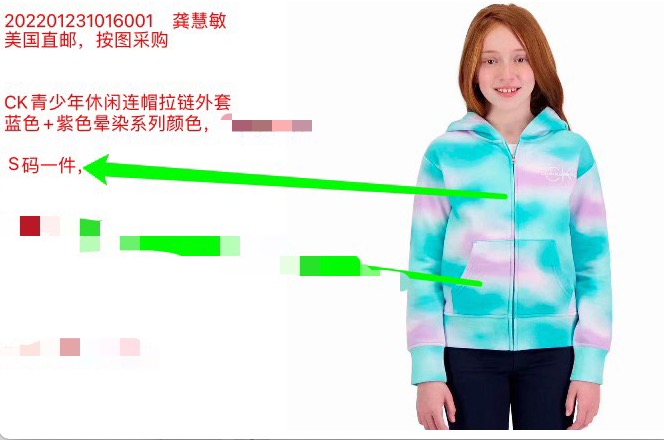 202201231016001 龚慧敏
美国直邮，按图采购
CK青少年休闲连帽拉链外套
蓝色+紫色晕染系列颜色，
S码一件，